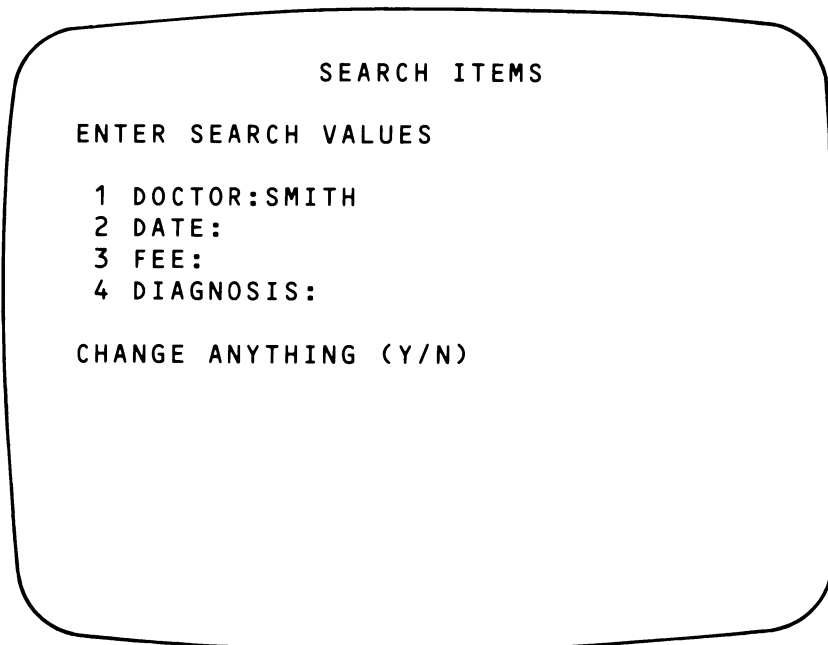 SEARCH ITEMS
ENTER SEARCH VALUES
1 DOCTOR:SMITH
2 DATE:
3 FEE:
4 DIAGNOSIS:
CHANGE ANYTHING (Y/N)